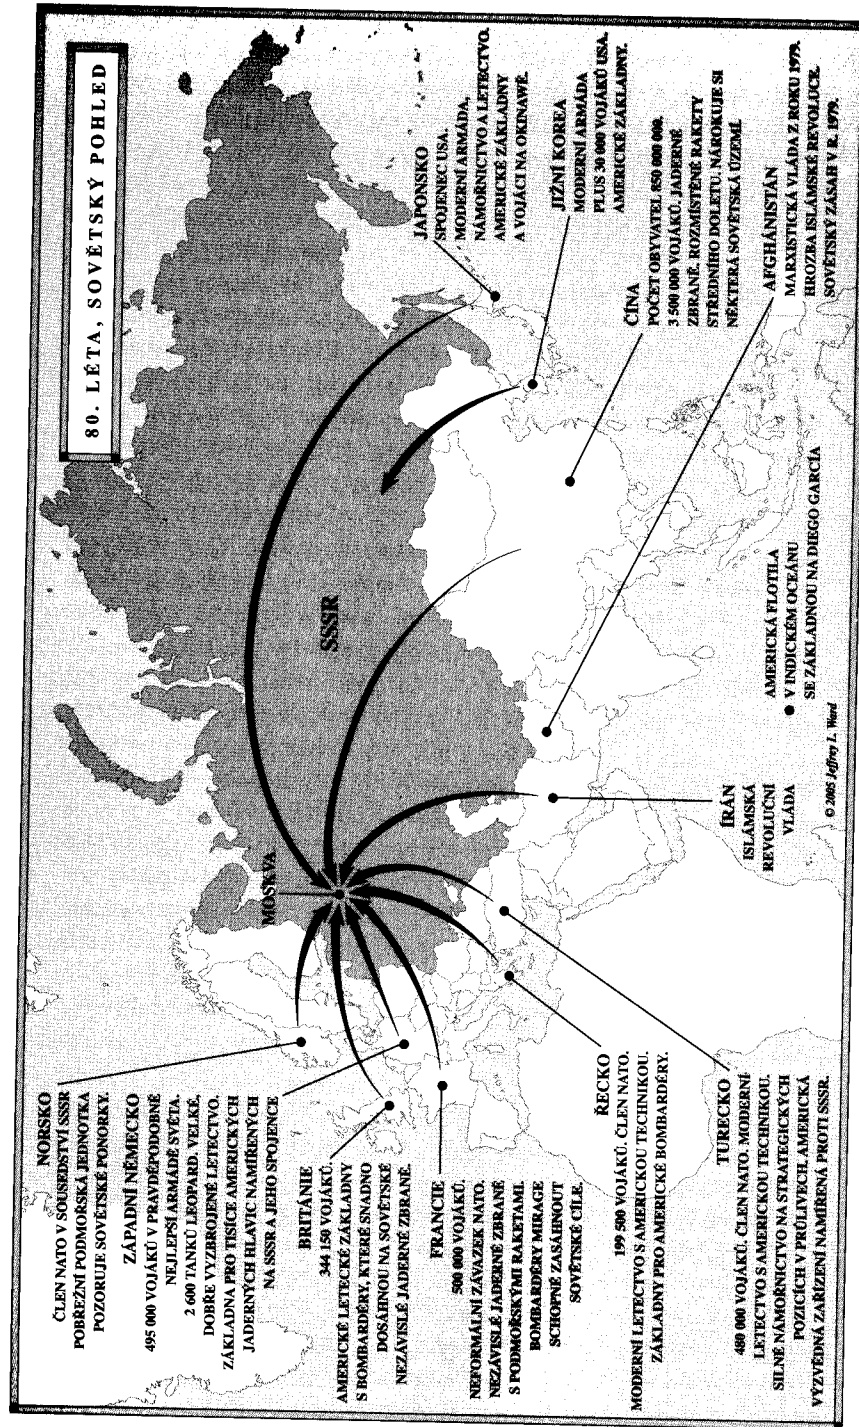 80. LÉTA, SOVĚTSKÝ POHLED
NORSKO
ČLEN NATO V SOUSEDSTVÍ SSSR
POBŘEŽNÍ PODMOŘSKÁ JEDNOTKA
POZORUJE SOVĚTSKÉ PONORKY.
ZÁPADNÍ NĚMECKO
495 000 VOJÁKŮ V PRAVDĚPODOBNĚ
NEJLEPŠÍ ARMÁDĚ SVĚTA.
2 600 TANKŮ LEOPARD. VELKÉ,
DOBŘE VYZBROJENÉ LETECTVO.
ZÁKLADNA PRO TISÍCE AMERICKÝCH
JADERNÝCH HLAVIC NAMÍŘENÝCH
NA SSSR A JEHO SPOJENCE
BRITÁNIE
344 150 VOJÁKŮ.
AMERICKÉ LETECKÉ ZÁKLADNY
S BOMBARDÉRY, KTERÉ SNADNO
DOSÁHNOU NA SOVĚTSKÉ
NEZÁVISLÉ JADERNÉ ZBRANĚ.
FRANCIE
500 000 VOJÁKŮ.
NEFORMÁLNÍ ZÁVAZEK NATO.
NEZÁVISLÉ JADERNÉ ZBRANĚ
S PODMOŘSKÝMI RAKETAMI.
BOMBARDÉRY MIRAGE
SCHOPNÉ ZASÁHNOUT
SOVĚTSKÉ CÍLE.
ŘECKO
199 500 VOJÁKŮ. ČLEN NATO.
MODERNÍ LETECTVO S AMERICKOU TECHNIKOU.
ZÁKLADNY PRO AMERICKÉ BOMBARDÉRY.
TURECKO
480 000 VOJÁKŮ. ČLEN NATO. MODERNÍ
LETECTVO S AMERICKOU TECHNIKOU.
SILNÉ NÁMOŘNICTVO NA STRATEGICKÝCH
POZICÍCH V PRŮLIVECH. AMERICKÁ
VÝZVĚDNÁ ZAŘÍZENÍ NAMÍŘENÁ PROTI SSSR.
MOSKVA
SSSR
ÍRÁN
ISLÁMSKÁ
REVOLUČNÍ
VLÁDA
AMERICKÁ FLOTILA
V INDICKÉM OCEÁNU
SE ZÁKLADNOU NA DIEGO GARCÍA
© 2005 Jeffrey L. Ward
JAPONSKO
SPOJENEC USA.
MODERNÍ ARMÁDA,
NÁMOŘNICTVO A LETECTVO.
AMERICKÉ ZÁKLADNY
A VOJÁCI NA OKINAWĚ.
JIŽNÍ KOREA
MODERNÍ ARMÁDA
PLUS 30 000 VOJÁKŮ USA.
AMERICKÉ ZÁKLADNY.
ČÍNA
POČET OBYVATEL 850 000 000.
3 500 000 VOJÁKŮ. JADERNÉ
ZBRANĚ. ROZMÍSTĚNÉ RAKETY
STŘEDNÍHO DOLETU. NÁROKUJE SI
NĚKTERÁ SOVĚTSKÁ ÚZEMÍ.
AFGHÁNISTÁN
MARXISTICKÁ VLÁDA Z ROKU 1979.
HROZBA ISLÁMSKÉ REVOLUCE.
SOVĚTSKÝ ZÁSAH V R. 1979.